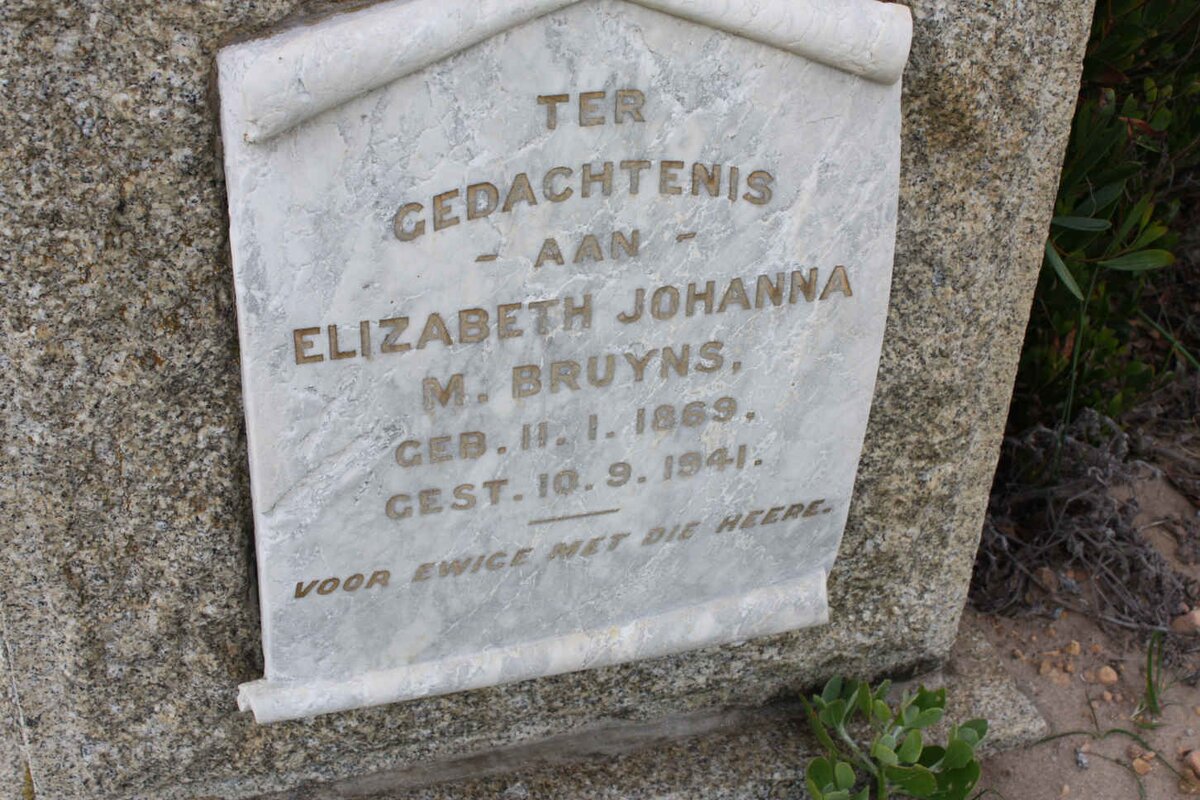 TER
GEDACHTENIS
- AAN -
ELIZABETH JOHANNA
M. BRUYNS.
GEB. 11. 1. 1869.
GEST. 10. 9. 1941.
VOOR EWIGE MET DIE HEERE.